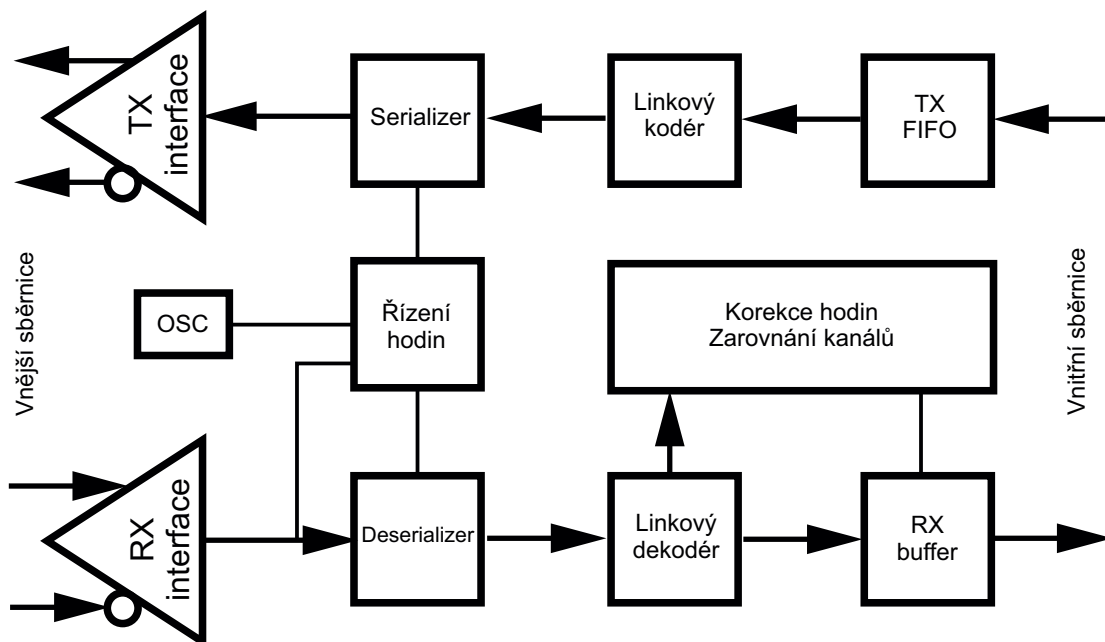 TX
interface
Serializer
Linkový
kodér
TX
FIFO
Vnější sběrnice
OSC
Řízení
hodin
Korekce hodin
Zarovnání kanálů
Vnitřní sběrnice
RX
interface
Deserializer
Linkový
dekodér
RX
buffer